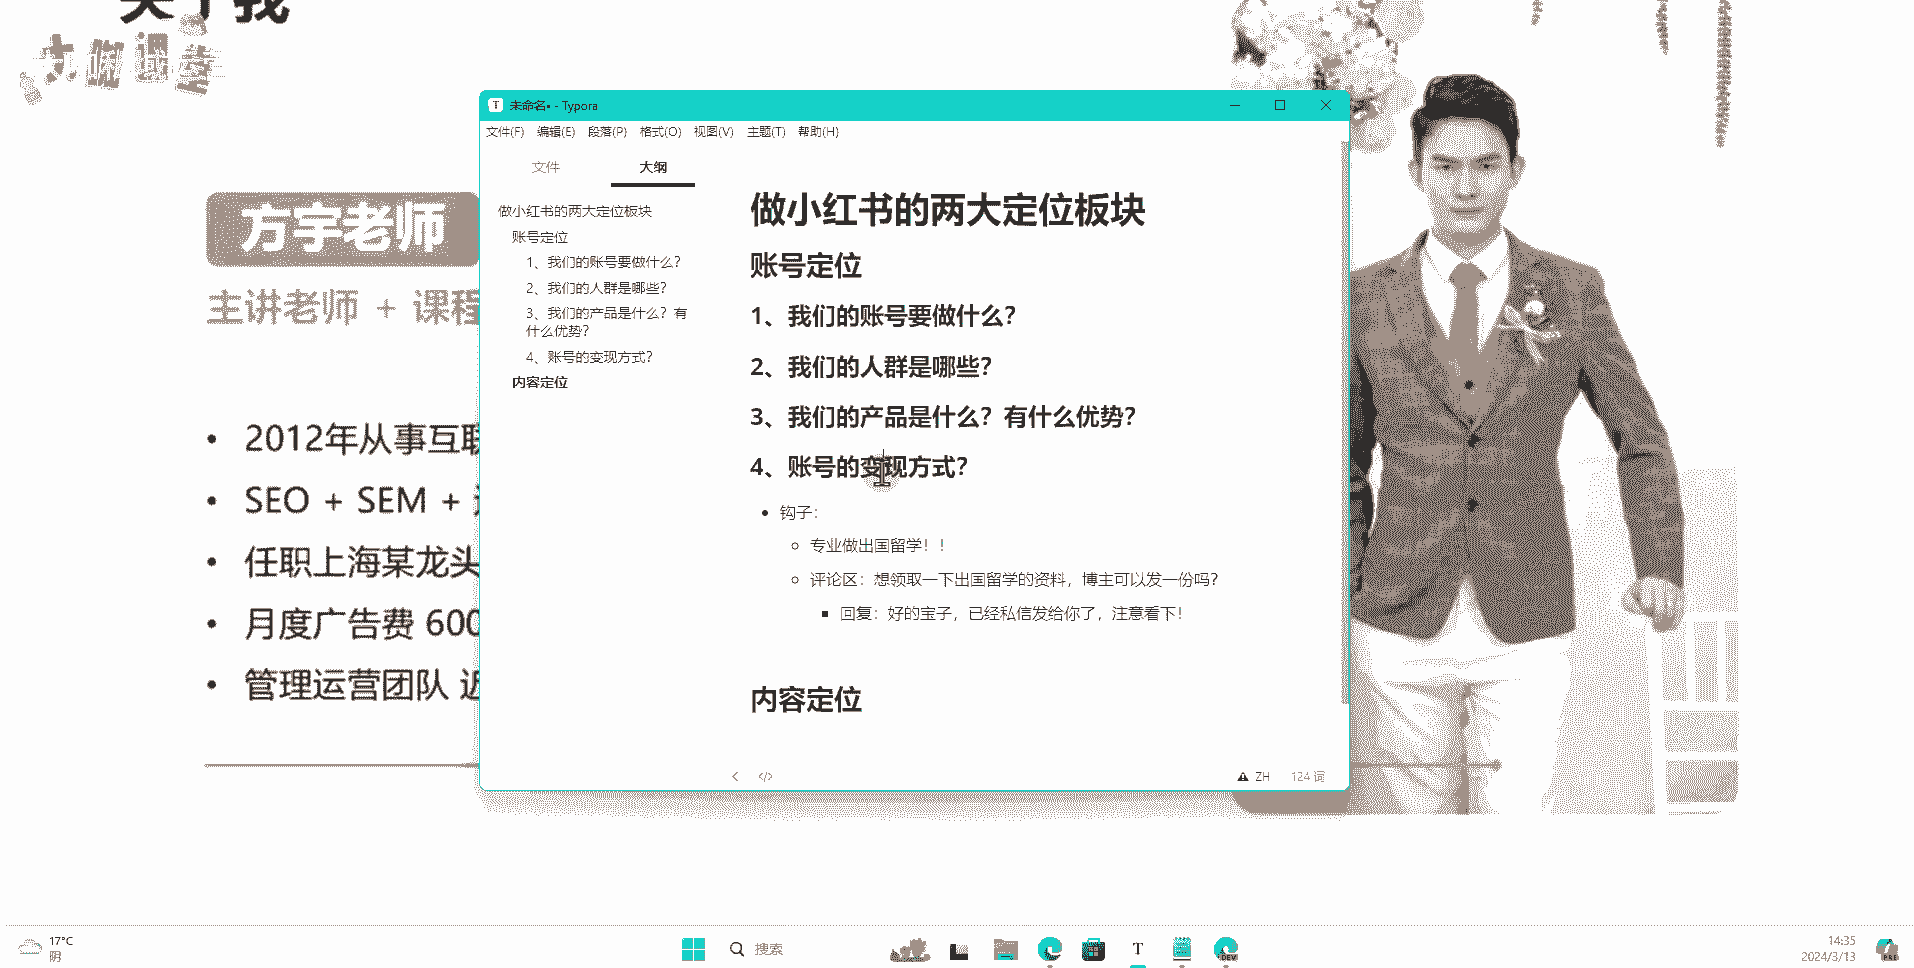 关于我
大咖课堂
方宇老师
主讲老师 + 课程
2012年从事互联
SEO + SEM +
任职上海某龙头
月度广告费 600
管理运营团队 近
未命名• - Typora
文件(F) 编辑(E) 段落(P) 格式(O) 视图(V) 主题(T) 帮助(H)
文件 大纲
做小红书的两大定位板块
账号定位
1、我们的账号要做什么？
2、我们的人群是哪些？
3、我们的产品是什么？有
什么优势？
4、账号的变现方式？
内容定位
做小红书的两大定位板块
账号定位
1、我们的账号要做什么？
2、我们的人群是哪些？
3、我们的产品是什么？有什么优势？
4、账号的变现方式？
钩子：
专业做出国留学！！
评论区：想领取一下出国留学的资料，博主可以发一份吗？
回复：好的宝子，已经私信发给你了，注意看下！
内容定位
ZH 124 词
17°C
阴
搜索
T
DEV
14:35
2024/3/13
PRE